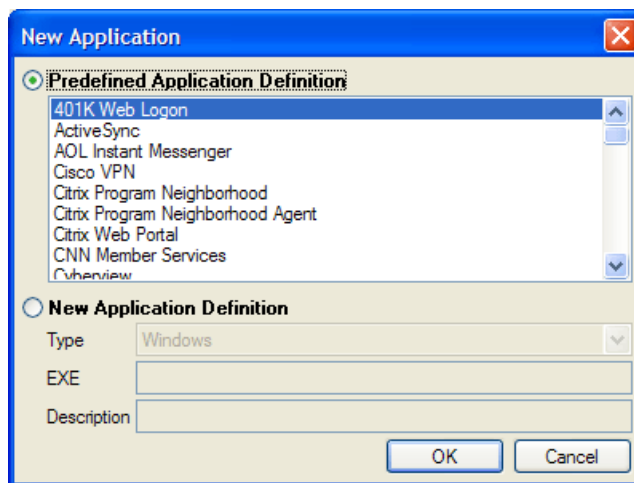 New Application
Predefined Application Definition
401K Web Logon
ActiveSync
AOL Instant Messenger
Cisco VPN
Citrix Program Neighborhood
Citrix Program Neighborhood Agent
Citrix Web Portal
CNN Member Services
Cyberview
New Application Definition
Type Windows
EXE
Description
OK Cancel